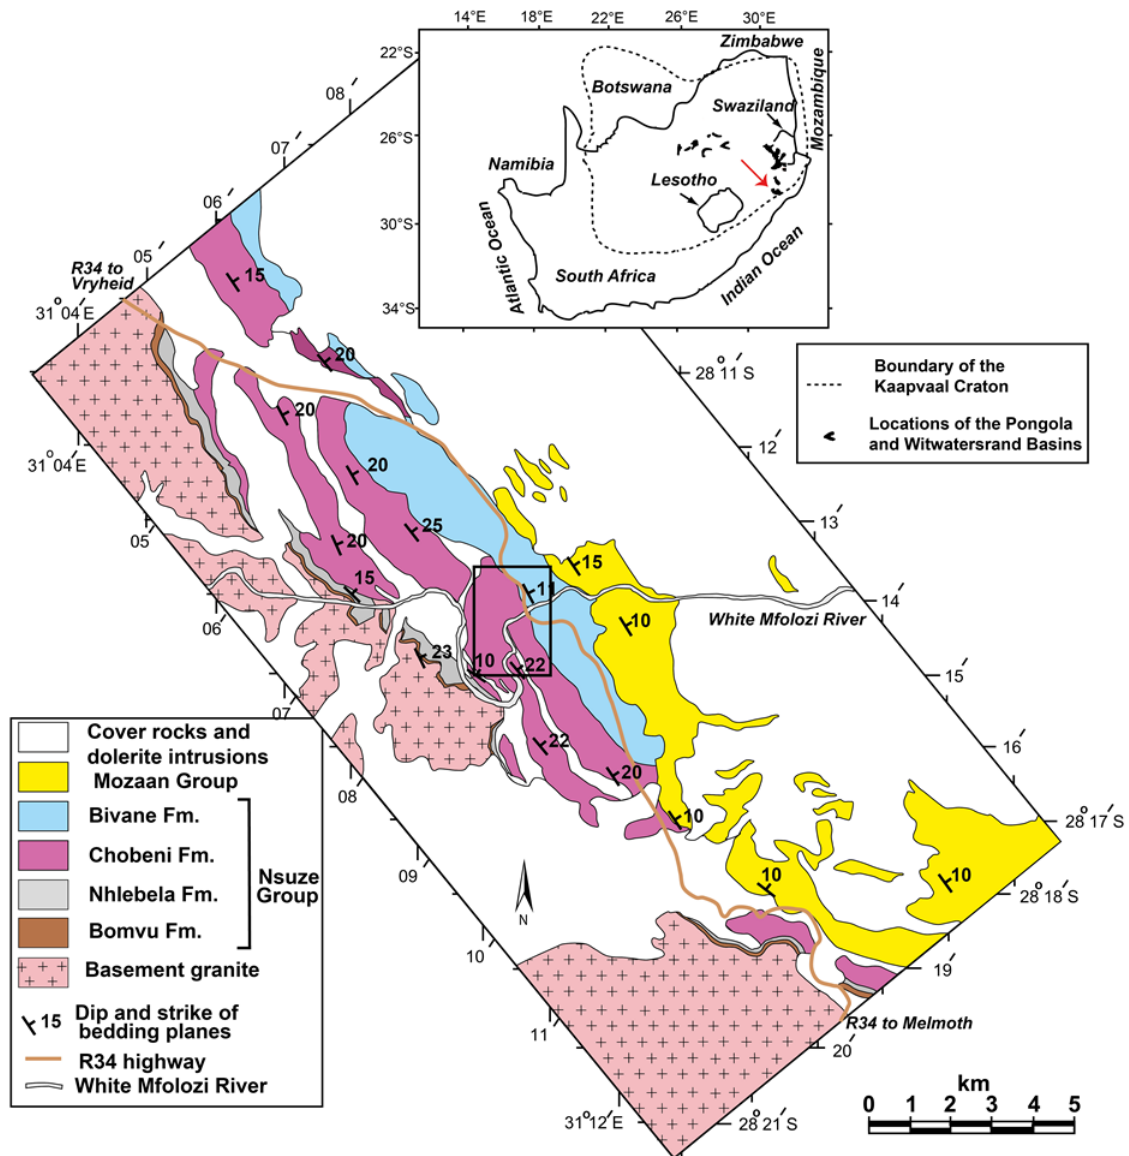 14°E 18°E 22°E 26°E 30°E
22°S
26°S
30°S
34°S
Zimbabwe
Botswana
Mozambique
Swaziland
Namibia
Lesotho
Atlantic Ocean
South Africa
Indian Ocean
08′
07′
06′
05′
R34 to
Vryheid
31° 04′ E
31° 04′ E
05′
06′
07′
08′
09′
10′
11′
31° 12′ E
28° 11′ S
12′
13′
14′
15′
16′
28° 17′ S
28° 18′ S
19′
20′
28° 21′ S
Boundary of the
Kaapvaal Craton
Locations of the Pongola
and Witwatersrand Basins
15
20
20
20
25
20
15
15
11
10
23
10
22
22
20
10
10
10
White Mfolozi River
R34 to Melmoth
Cover rocks and
dolerite intrusions
Mozaan Group
Bivane Fm.
Chobeni Fm.
Nhlebela Fm.
Bomvu Fm.
Nsuze
Group
Basement granite
15 Dip and strike of
bedding planes
R34 highway
White Mfolozi River
N
km
0 1 2 3 4 5